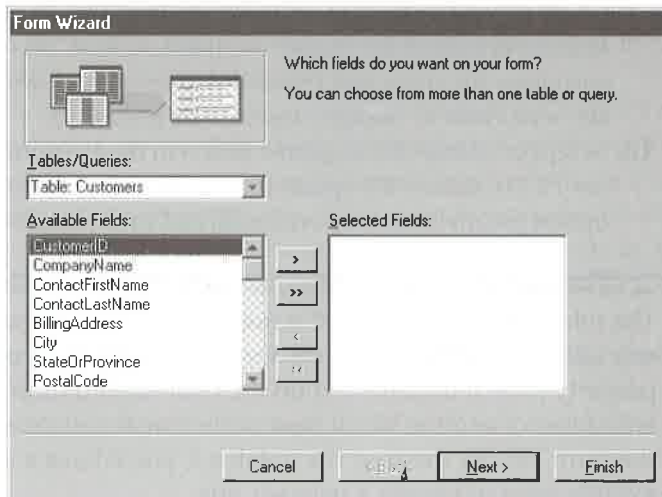 Form Wizard
Which fields do you want on your form?
You can choose from more than one table or query.
Tables/Queries:
Table: Customers
Available Fields:
Selected Fields:
CustomerID
CompanyName
ContactFirstName
ContactLastName
BillingAddress
City
StateOrProvince
PostalCode
>
>>
<
<<
Cancel
< Back
Next >
Finish